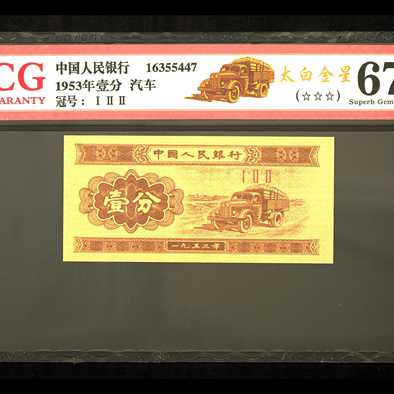 CG
ARANTY
中国人民银行 16355447
1953年壹分 汽车
冠号： I II II
太白金星
(☆☆☆)
67
Superb Gem
中國人民銀行
I II II
壹分
一九五三年